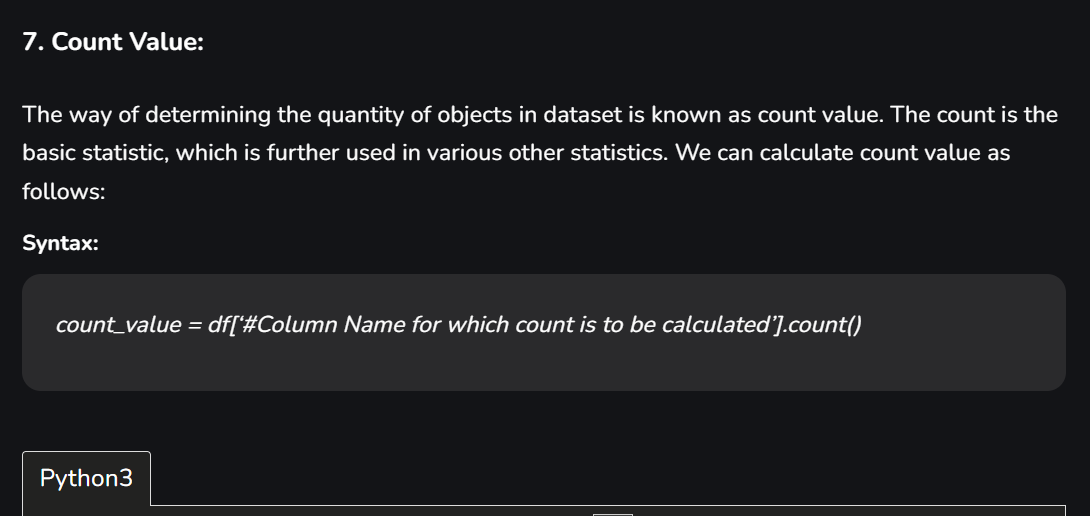 7. Count Value:
The way of determining the quantity of objects in dataset is known as count value. The count is the
basic statistic, which is further used in various other statistics. We can calculate count value as
follows:
Syntax:
count_value = df[‘#Column Name for which count is to be calculated’].count()
Python3